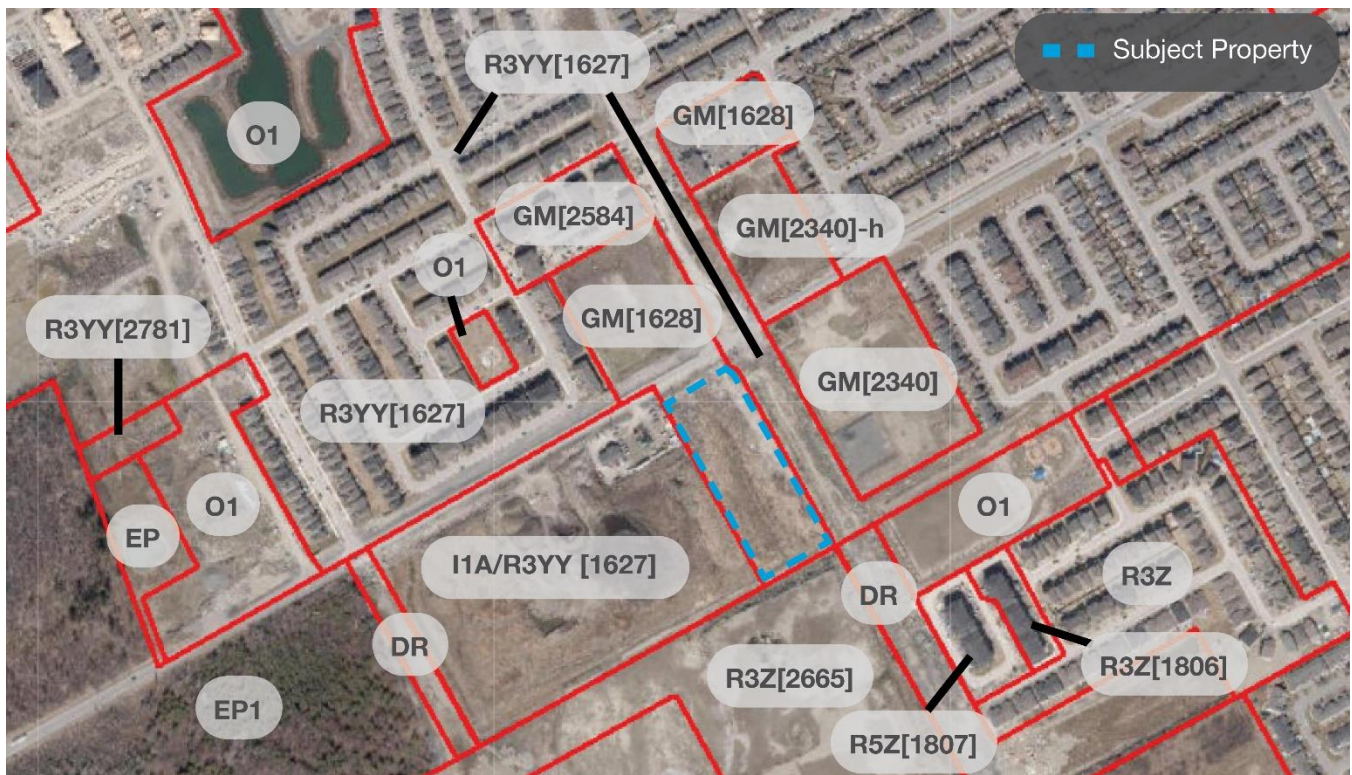 Subject Property
R3YY[1627]
GM[1628]
O1
GM[2584]
GM[2340]-h
O1
R3YY[2781]
GM[1628]
GM[2340]
R3YY[1627]
O1
O1
EP
I1A/R3YY [1627]
R3Z
DR
DR
R3Z[2665]
R3Z[1806]
EP1
R5Z[1807]